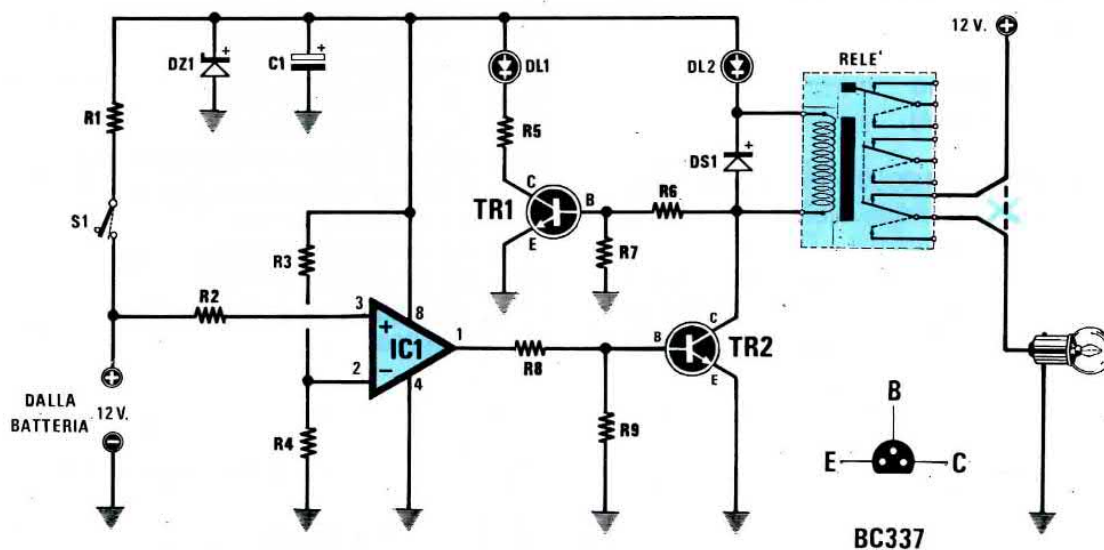 12 V.
RELE'
DZ1
+
C1
+
DL1
DL2
R1
R5
DS1
+
S1
C
TR1
B
R6
E
R3
R7
R2
3
8
+
IC1
1
2
−
4
R8
B
C
TR2
E
+
DALLA
BATTERIA
12 V.
−
R4
R9
B
E
C
BC337